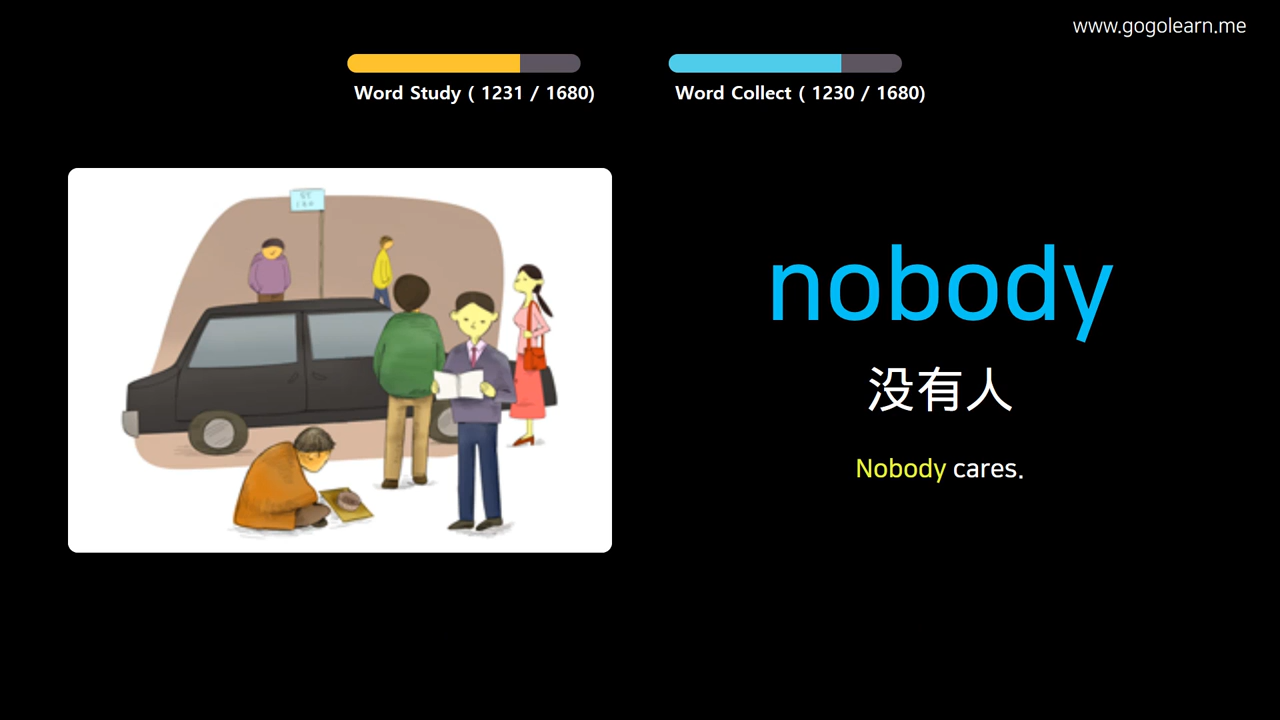 www.gogolearn.me
Word Study ( 1231 / 1680)
Word Collect ( 1230 / 1680)
nobody
没有人
Nobody cares.